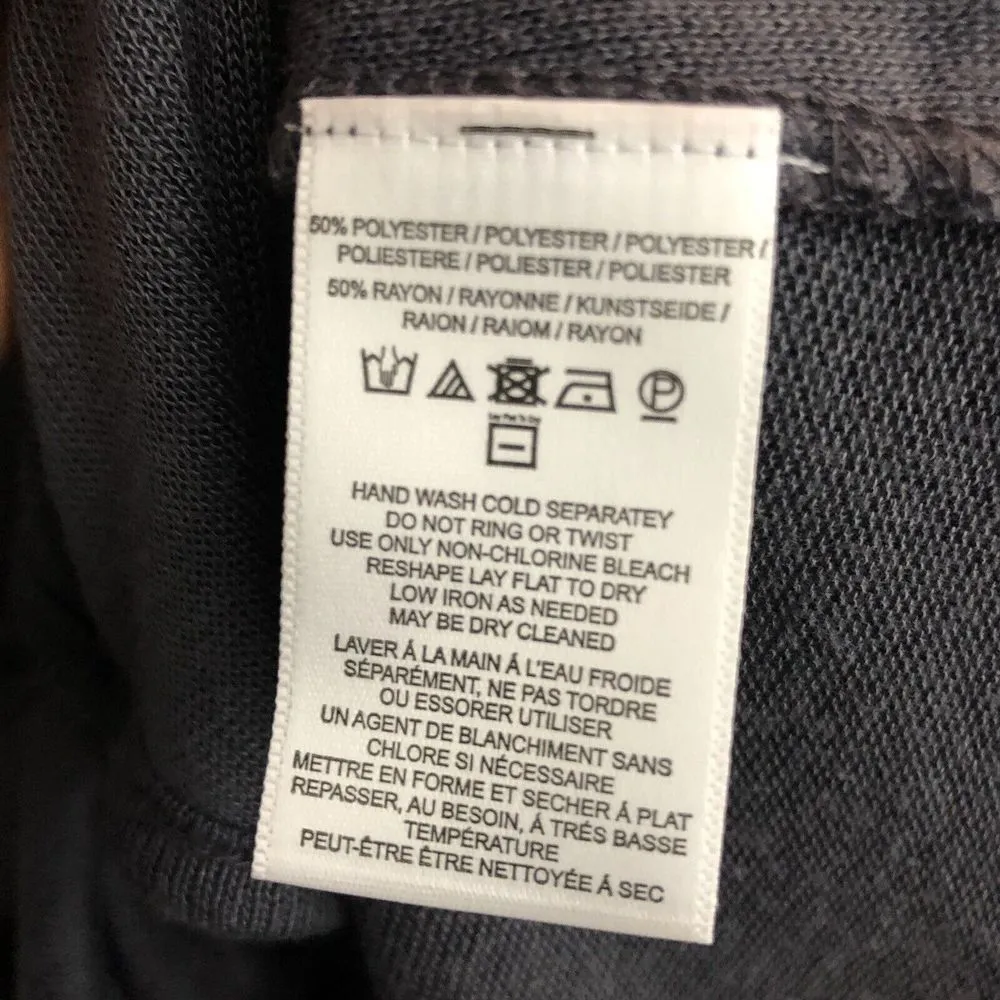 50% POLYESTER / POLYESTER / POLYESTER /
POLIESTERE / POLIESTER / POLIESTER
50% RAYON / RAYONNE / KUNSTSEIDE /
RAION / RAIOM / RAYON
P
HAND WASH COLD SEPARATEY
DO NOT RING OR TWIST
USE ONLY NON-CHLORINE BLEACH
RESHAPE LAY FLAT TO DRY
LOW IRON AS NEEDED
MAY BE DRY CLEANED
LAVER Á LA MAIN Á L'EAU FROIDE
SÉPARÉMENT, NE PAS TORDRE
OU ESSORER UTILISER
UN AGENT DE BLANCHIMENT SANS
CHLORE SI NÉCESSAIRE
METTRE EN FORME ET SECHER Á PLAT
REPASSER, AU BESOIN, Á TRÉS BASSE
TEMPÉRATURE
PEUT-ÊTRE ÊTRE NETTOYÉE Á SEC